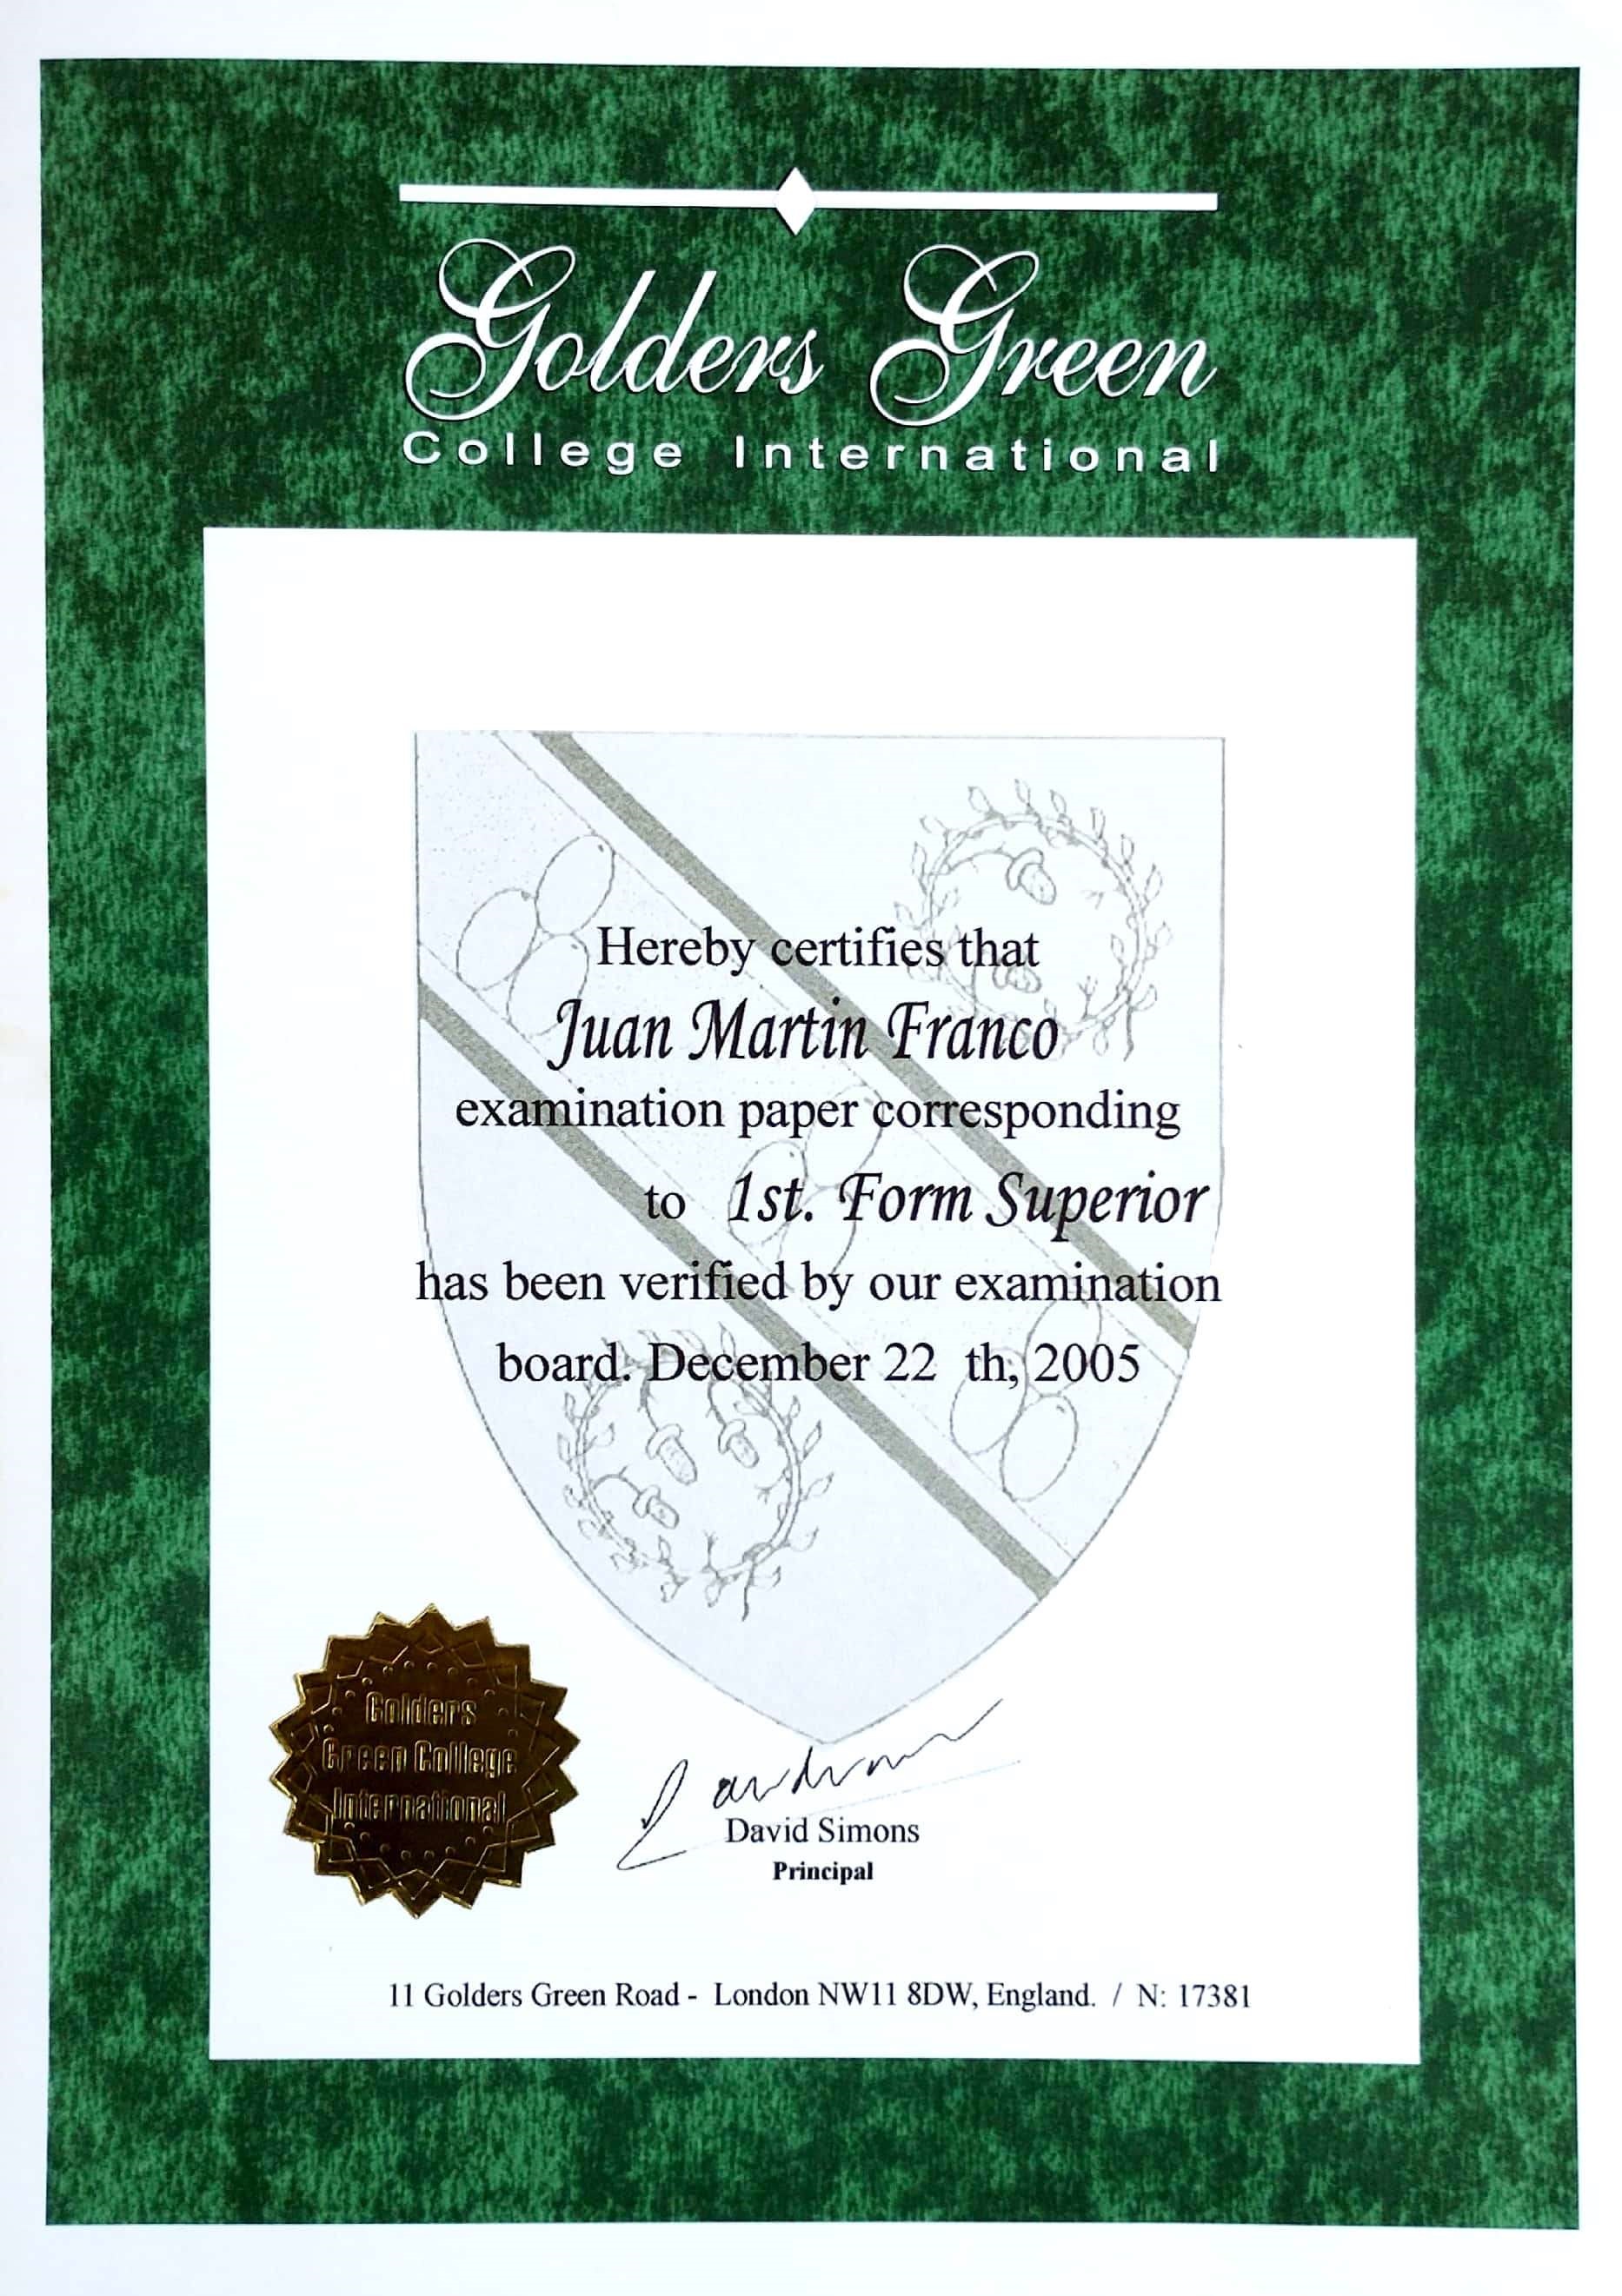 Golders Green
College International
Hereby certifies that
Juan Martin Franco
examination paper corresponding
to 1st. Form Superior
has been verified by our examination
board. December 22 th, 2005
Golders
Green College
International
David Simons
Principal
11 Golders Green Road - London NW11 8DW, England. / N: 17381